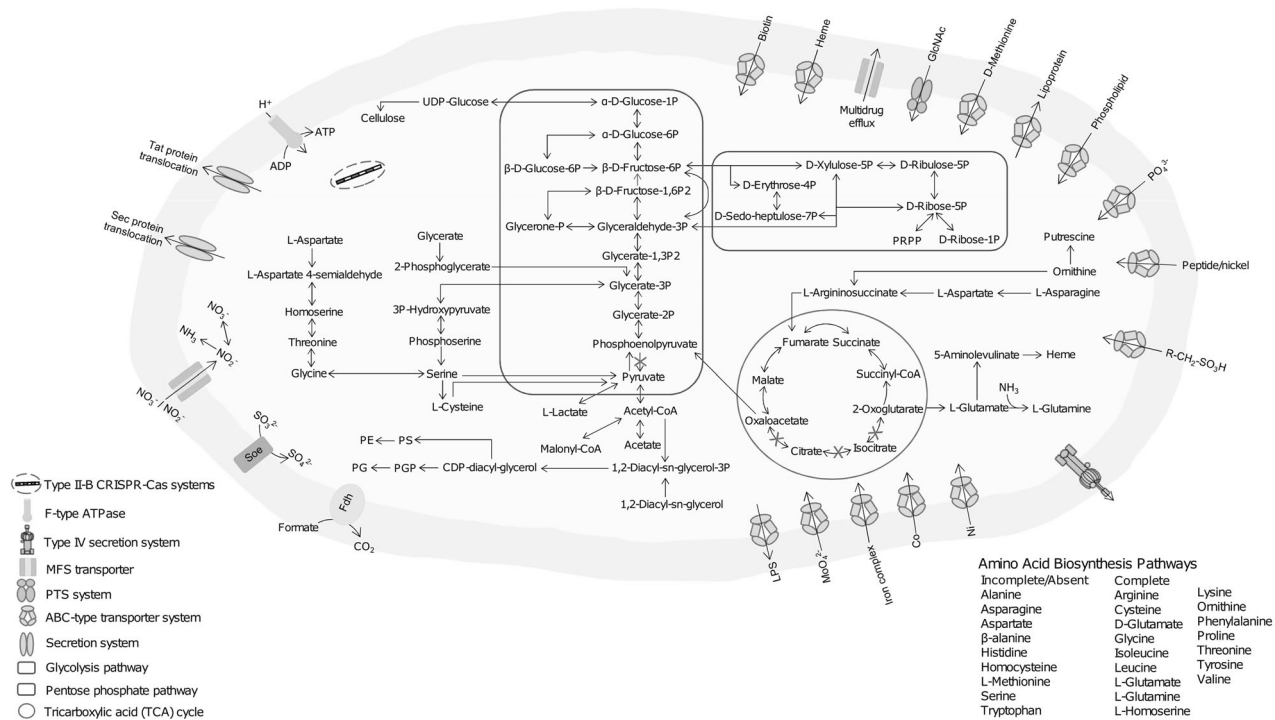 Biotin
Heme
Multidrug
efflux
GlcNAc
D-Methionine
Lipoprotein
Phospholipid
PO₄³⁻
Peptide/nickel
R-CH₂-SO₃H
H⁺
ATP
ADP
Tat protein
translocation
Sec protein
translocation
Cellulose
UDP-Glucose
α-D-Glucose-1P
α-D-Glucose-6P
β-D-Glucose-6P
β-D-Fructose-6P
β-D-Fructose-1,6P2
Glycerone-P
Glyceraldehyde-3P
Glycerate-1,3P2
Glycerate-3P
Glycerate-2P
Phosphoenolpyruvate
Pyruvate
D-Xylulose-5P
D-Ribulose-5P
D-Erythrose-4P
D-Sedo-heptulose-7P
D-Ribose-5P
PRPP
D-Ribose-1P
L-Aspartate
L-Aspartate 4-semialdehyde
Homoserine
Threonine
Glycine
Glycerate
2-Phosphoglycerate
3P-Hydroxypyruvate
Phosphoserine
Serine
L-Cysteine
L-Lactate
Acetyl-CoA
Malonyl-CoA
Acetate
PE
PS
PG
PGP
CDP-diacyl-glycerol
1,2-Diacyl-sn-glycerol-3P
1,2-Diacyl-sn-glycerol
Putrescine
Ornithine
L-Argininosuccinate
L-Aspartate
L-Asparagine
Fumarate
Succinate
Malate
Succinyl-CoA
Oxaloacetate
2-Oxoglutarate
Citrate
Isocitrate
5-Aminolevulinate
Heme
NH₃
L-Glutamate
L-Glutamine
NO₃⁻
NH₃
NO₂⁻
NO₃⁻ / NO₂⁻
SO₃²⁻
Soe
SO₄²⁻
Fdh
Formate
CO₂
LPS
MoO₄²⁻
Iron complex
Co
Ni
Type II-B CRISPR-Cas systems
F-type ATPase
Type IV secretion system
MFS transporter
PTS system
ABC-type transporter system
Secretion system
Glycolysis pathway
Pentose phosphate pathway
Tricarboxylic acid (TCA) cycle
Amino Acid Biosynthesis Pathways
Incomplete/Absent
Alanine
Asparagine
Aspartate
β-alanine
Histidine
Homocysteine
L-Methionine
Serine
Tryptophan
Complete
Arginine
Cysteine
D-Glutamate
Glycine
Isoleucine
Leucine
L-Glutamate
L-Glutamine
L-Homoserine
Lysine
Ornithine
Phenylalanine
Proline
Threonine
Tyrosine
Valine